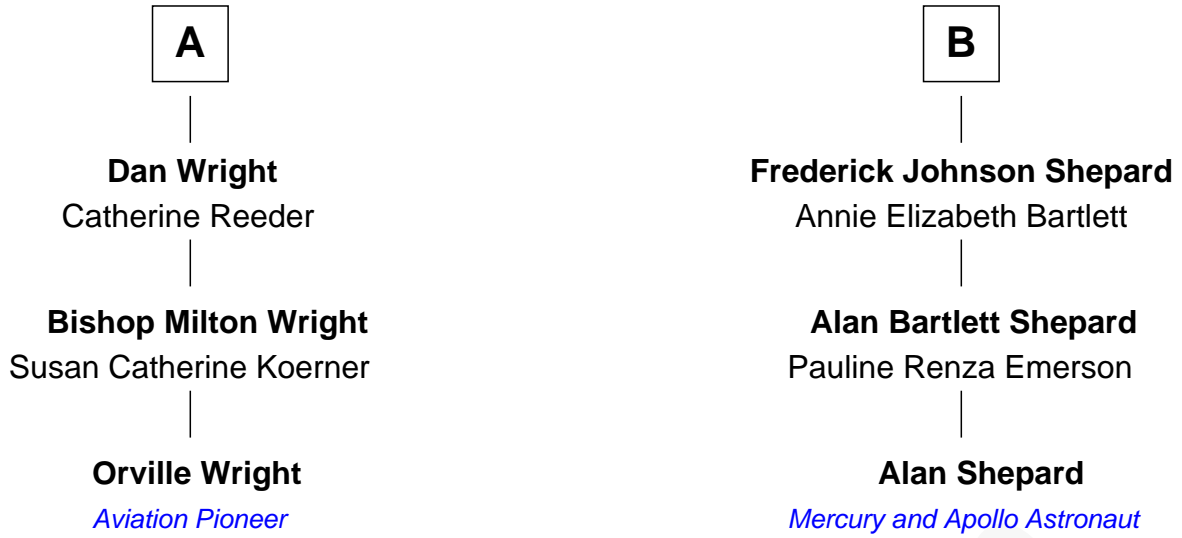 A
Dan Wright
Catherine Reeder
Bishop Milton Wright
Susan Catherine Koerner
Orville Wright
Aviation Pioneer
B
Frederick Johnson Shepard
Annie Elizabeth Bartlett
Alan Bartlett Shepard
Pauline Renza Emerson
Alan Shepard
Mercury and Apollo Astronaut